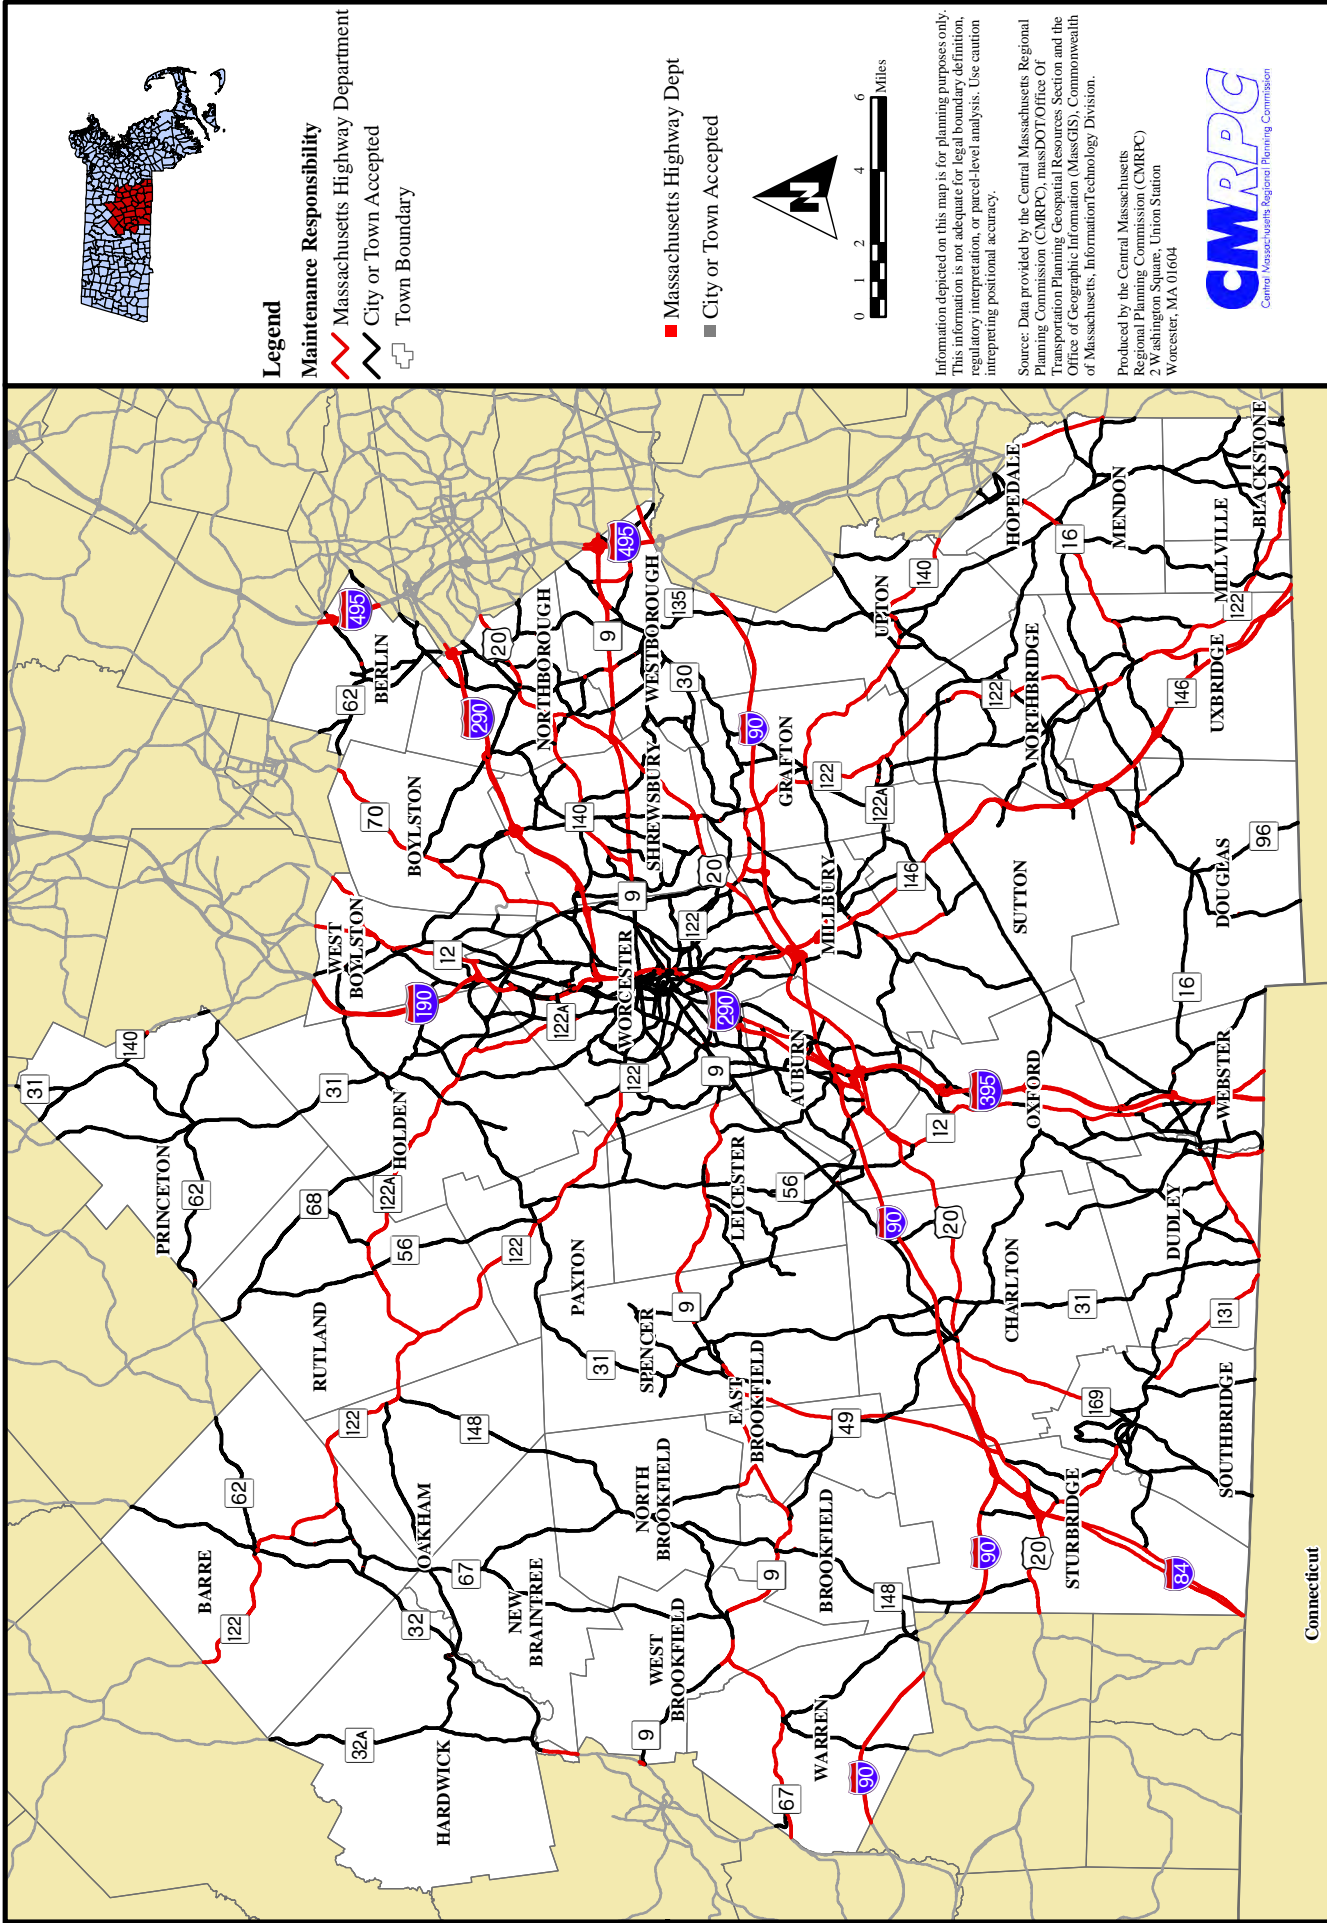 Legend
Maintenance Responsibility
Massachusetts Highway Department
City or Town Accepted
Town Boundary
Massachusetts Highway Dept
City or Town Accepted
N
0 1 2 4 6
Miles
Information depicted on this map is for planning purposes only.
This information is not adequate for legal boundary definition,
regulatory interpretation, or parcel-level analysis. Use caution
intrepreting positional accuracy.
Source: Data provided by the Central Massachusetts Regional
Planning Commission (CMRPC), massDOT/Office Of
Transportation Planning Geospatial Resources Section and the
Office of Geographic Information (MassGIS), Commonwealth
of Massachusetts, InformationTechnology Division.
Produced by the Central Massachusetts
Regional Planning Commission (CMRPC)
2 Washington Square, Union Station
Worcester, MA 01604
CMRPC
Central Massachusetts Regional Planning Commission
31
140
PRINCETON
62
31
68
HOLDEN
122A
56
RUTLAND
122
122
62
BARRE
122
148
OAKHAM
67
32
32A
HARDWICK
NEW
BRAINTREE
PAXTON
31
SPENCER
9
NORTH
BROOKFIELD
EAST
BROOKFIELD
WEST
BROOKFIELD
9
9
BROOKFIELD
148
49
WARREN
67
90
495
62
BERLIN
70
BOYLSTON
290
20
NORTHBOROUGH
WEST
BOYLSTON
12
190
140
9
495
WESTBOROUGH
135
30
SHREWSBURY
20
9
122
WORCESTER
122A
290
122
9
90
GRAFTON
122
122A
MILLBURY
146
AUBURN
LEICESTER
56
90
20
12
395
OXFORD
CHARLTON
31
UPTON
140
HOPEDALE
16
MENDON
MILLVILLE
BLACKSTONE
122
122
NORTHBRIDGE
146
UXBRIDGE
SUTTON
DOUGLAS
96
16
WEBSTER
DUDLEY
131
169
SOUTHBRIDGE
STURBRIDGE
90
20
84
Connecticut